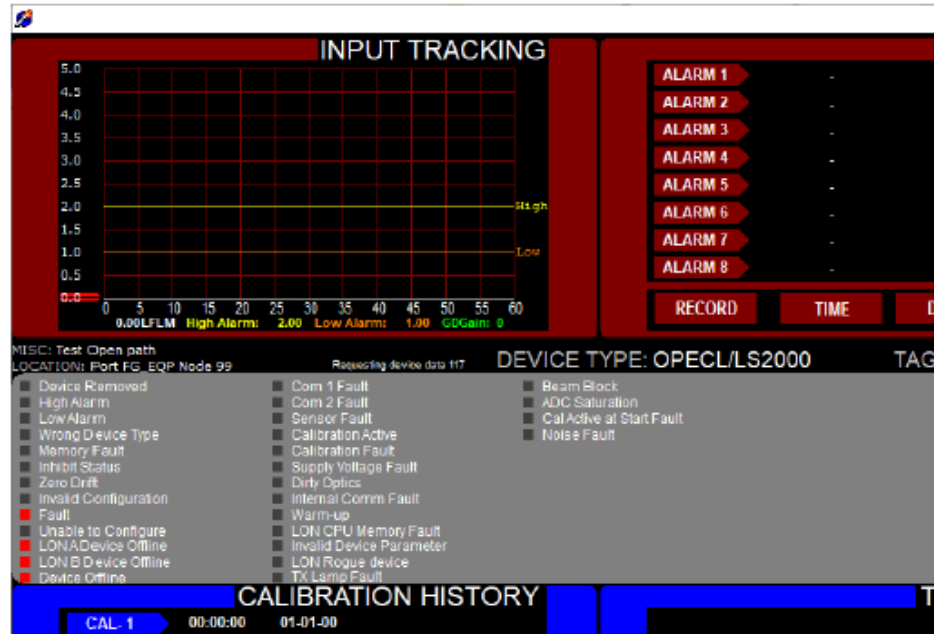 INPUT TRACKING
5.0
4.5
4.0
3.5
3.0
2.5
2.0
1.5
1.0
0.5
0.0
High
Low
0 5 10 15 20 25 30 35 40 45 50 55 60
0.00LFLM High Alarm: 2.00 Low Alarm: 1.00 GDGain: 0
ALARM 1 -
ALARM 2 -
ALARM 3 -
ALARM 4 -
ALARM 5 -
ALARM 6 -
ALARM 7 -
ALARM 8 -
RECORD TIME D
MISC: Test Open path
LOCATION: Port FG_EQP Node 99 Requesting device data 117 DEVICE TYPE: OPECL/LS2000 TAG
Device Removed
High Alarm
Low Alarm
Wrong Device Type
Memory Fault
Inhibit Status
Zero Drift
Invalid Configuration
Fault
Unable to Configure
LON A Device Offline
LON B Device Offline
Device Offline
Com 1 Fault
Com 2 Fault
Sensor Fault
Calibration Active
Calibration Fault
Supply Voltage Fault
Dirty Optics
Internal Comm Fault
Warm-up
LON CPU Memory Fault
Invalid Device Parameter
LON Rogue device
TX Lamp Fault
Beam Block
ADC Saturation
Cal Active at Start Fault
Noise Fault
CALIBRATION HISTORY T
CAL- 1 00:00:00 01-01-00